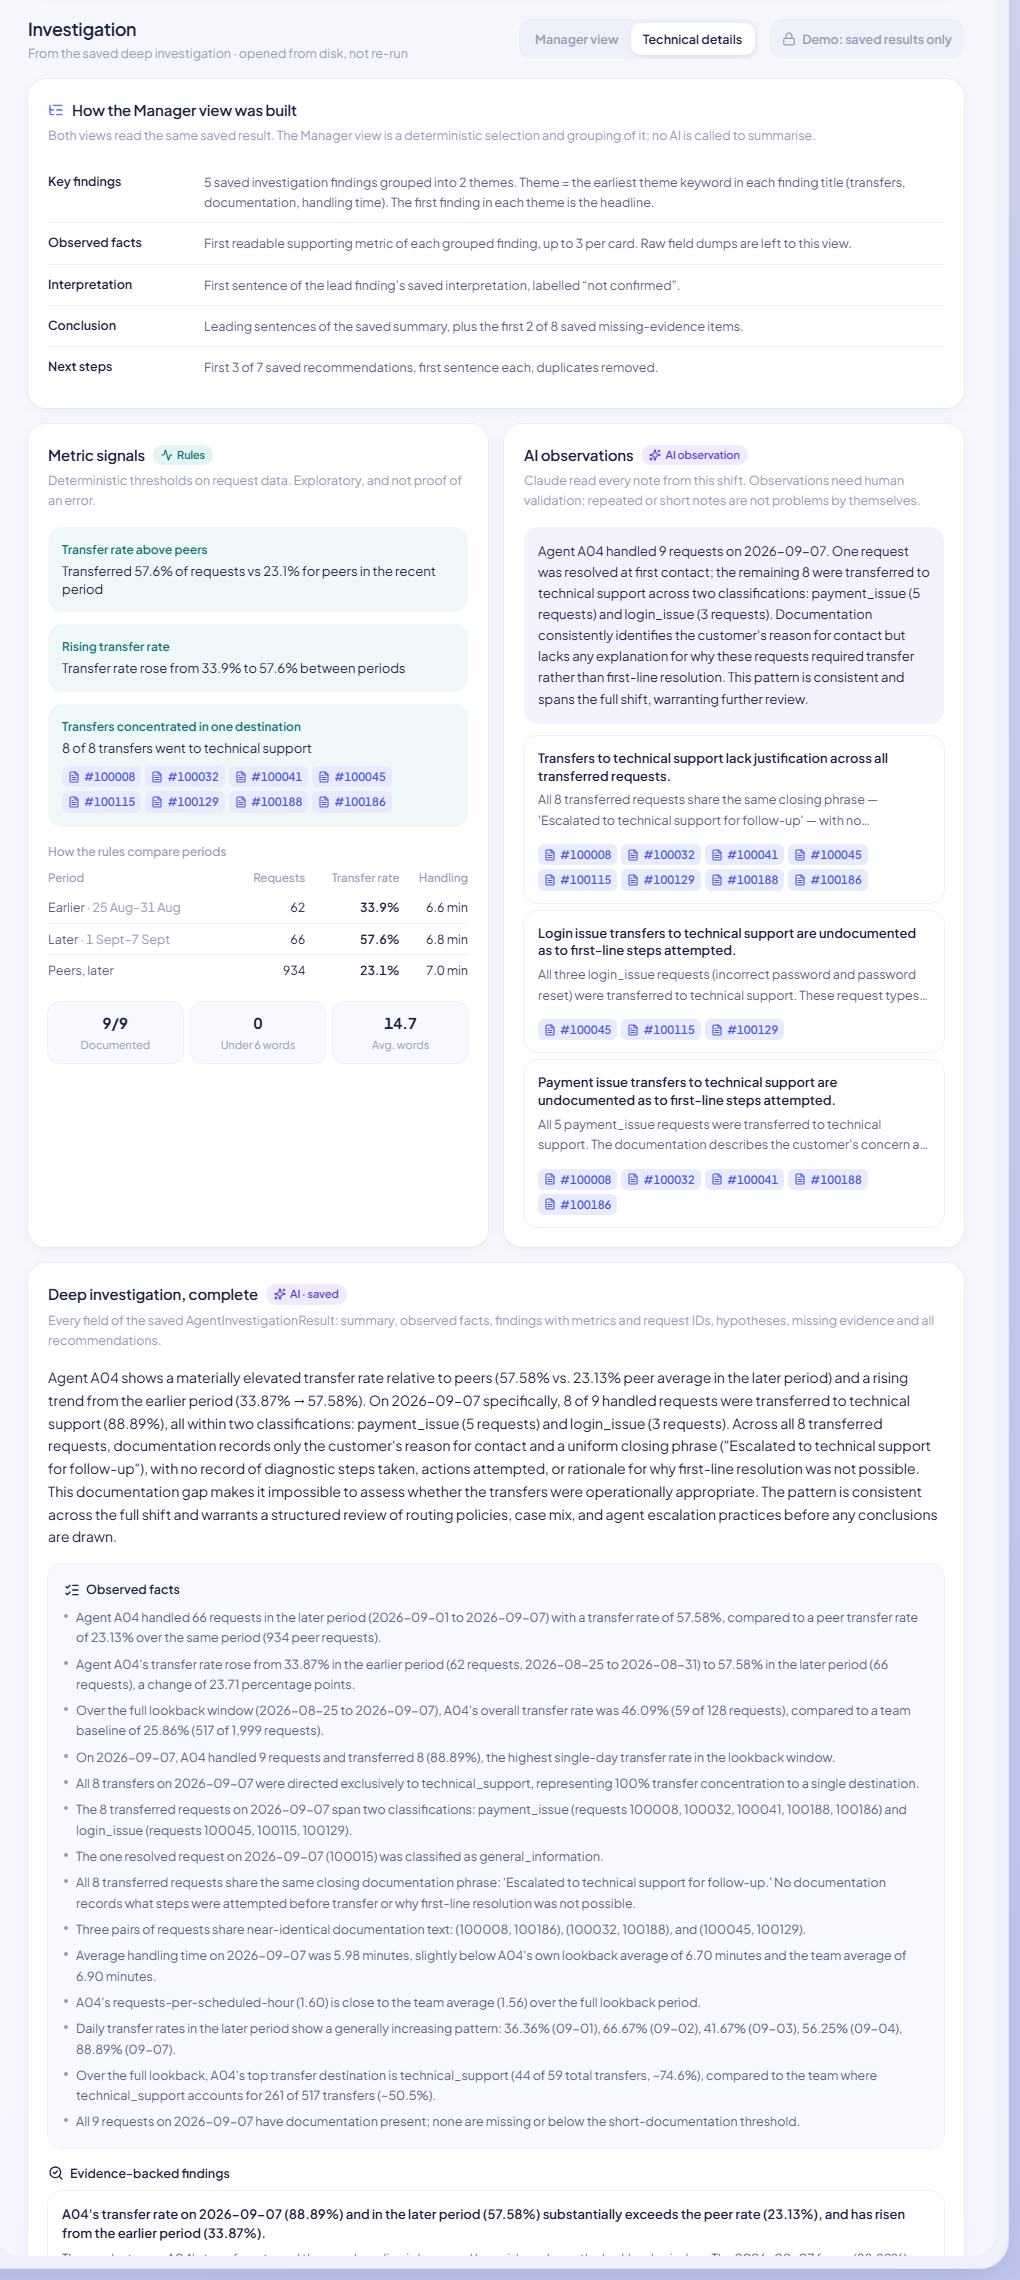 Investigation
From the saved deep investigation · opened from disk, not re-run
Manager view
Technical details
Demo: saved results only
How the Manager view was built
Both views read the same saved result. The Manager view is a deterministic selection and grouping of it; no AI is called to summarise.
Key findings
5 saved investigation findings grouped into 2 themes. Theme = the earliest theme keyword in each finding title (transfers,
documentation, handling time). The first finding in each theme is the headline.
Observed facts
First readable supporting metric of each grouped finding, up to 3 per card. Raw field dumps are left to this view.
Interpretation
First sentence of the lead finding's saved interpretation, labelled “not confirmed”.
Conclusion
Leading sentences of the saved summary, plus the first 2 of 8 saved missing-evidence items.
Next steps
First 3 of 7 saved recommendations, first sentence each, duplicates removed.
Metric signals
Rules
Deterministic thresholds on request data. Exploratory, and not proof of
an error.
Transfer rate above peers
Transferred 57.6% of requests vs 23.1% for peers in the recent
period
Rising transfer rate
Transfer rate rose from 33.9% to 57.6% between periods
Transfers concentrated in one destination
8 of 8 transfers went to technical support
#100008 #100032 #100041 #100045
#100115 #100129 #100188 #100186
How the rules compare periods
Period Requests Transfer rate Handling
Earlier · 25 Aug–31 Aug 62 33.9% 6.6 min
Later · 1 Sept–7 Sept 66 57.6% 6.8 min
Peers, later 934 23.1% 7.0 min
9/9 0 14.7
Documented Under 6 words Avg. words
AI observations
AI observation
Claude read every note from this shift. Observations need human
validation; repeated or short notes are not problems by themselves.
Agent A04 handled 9 requests on 2026-09-07. One request
was resolved at first contact; the remaining 8 were transferred to
technical support across two classifications: payment_issue (5
requests) and login_issue (3 requests). Documentation
consistently identifies the customer's reason for contact but
lacks any explanation for why these requests required transfer
rather than first-line resolution. This pattern is consistent and
spans the full shift, warranting further review.
Transfers to technical support lack justification across all
transferred requests.
All 8 transferred requests share the same closing phrase —
'Escalated to technical support for follow-up' — with no…
#100008 #100032 #100041 #100045
#100115 #100129 #100188 #100186
Login issue transfers to technical support are undocumented
as to first-line steps attempted.
All three login_issue requests (incorrect password and password
reset) were transferred to technical support. These request types…
#100045 #100115 #100129
Payment issue transfers to technical support are
undocumented as to first-line steps attempted.
All 5 payment_issue requests were transferred to technical
support. The documentation describes the customer's concern a…
#100008 #100032 #100041 #100188
#100186
Deep investigation, complete
AI · saved
Every field of the saved AgentInvestigationResult: summary, observed facts, findings with metrics and request IDs, hypotheses, missing evidence and all
recommendations.
Agent A04 shows a materially elevated transfer rate relative to peers (57.58% vs. 23.13% peer average in the later period) and a rising
trend from the earlier period (33.87% → 57.58%). On 2026-09-07 specifically, 8 of 9 handled requests were transferred to technical
support (88.89%), all within two classifications: payment_issue (5 requests) and login_issue (3 requests). Across all 8 transferred
requests, documentation records only the customer's reason for contact and a uniform closing phrase ("Escalated to technical support
for follow-up"), with no record of diagnostic steps taken, actions attempted, or rationale for why first-line resolution was not possible.
This documentation gap makes it impossible to assess whether the transfers were operationally appropriate. The pattern is consistent
across the full shift and warrants a structured review of routing policies, case mix, and agent escalation practices before any conclusions
are drawn.
Observed facts
• Agent A04 handled 66 requests in the later period (2026-09-01 to 2026-09-07) with a transfer rate of 57.58%, compared to a peer transfer rate
of 23.13% over the same period (934 peer requests).
• Agent A04's transfer rate rose from 33.87% in the earlier period (62 requests, 2026-08-25 to 2026-08-31) to 57.58% in the later period (66
requests), a change of 23.71 percentage points.
• Over the full lookback window (2026-08-25 to 2026-09-07), A04's overall transfer rate was 46.09% (59 of 128 requests), compared to a team
baseline of 25.86% (517 of 1,999 requests).
• On 2026-09-07, A04 handled 9 requests and transferred 8 (88.89%), the highest single-day transfer rate in the lookback window.
• All 8 transfers on 2026-09-07 were directed exclusively to technical_support, representing 100% transfer concentration to a single destination.
• The 8 transferred requests on 2026-09-07 span two classifications: payment_issue (requests 100008, 100032, 100041, 100188, 100186) and
login_issue (requests 100045, 100115, 100129).
• The one resolved request on 2026-09-07 (100015) was classified as general_information.
• All 8 transferred requests share the same closing documentation phrase: 'Escalated to technical support for follow-up.' No documentation
records what steps were attempted before transfer or why first-line resolution was not possible.
• Three pairs of requests share near-identical documentation text: (100008, 100186), (100032, 100188), and (100045, 100129).
• Average handling time on 2026-09-07 was 5.98 minutes, slightly below A04's own lookback average of 6.70 minutes and the team average of
6.90 minutes.
• A04's requests-per-scheduled-hour (1.60) is close to the team average (1.56) over the full lookback period.
• Daily transfer rates in the later period show a generally increasing pattern: 36.36% (09-01), 66.67% (09-02), 41.67% (09-03), 56.25% (09-04),
88.89% (09-07).
• Over the full lookback, A04's top transfer destination is technical_support (44 of 59 total transfers, ~74.6%), compared to the team where
technical_support accounts for 261 of 517 transfers (~50.5%).
• All 9 requests on 2026-09-07 have documentation present; none are missing or below the short-documentation threshold.
Evidence-backed findings
A04's transfer rate on 2026-09-07 (88.89%) and in the later period (57.58%) substantially exceeds the peer rate (23.13%), and has risen
from the earlier period (33.87%).